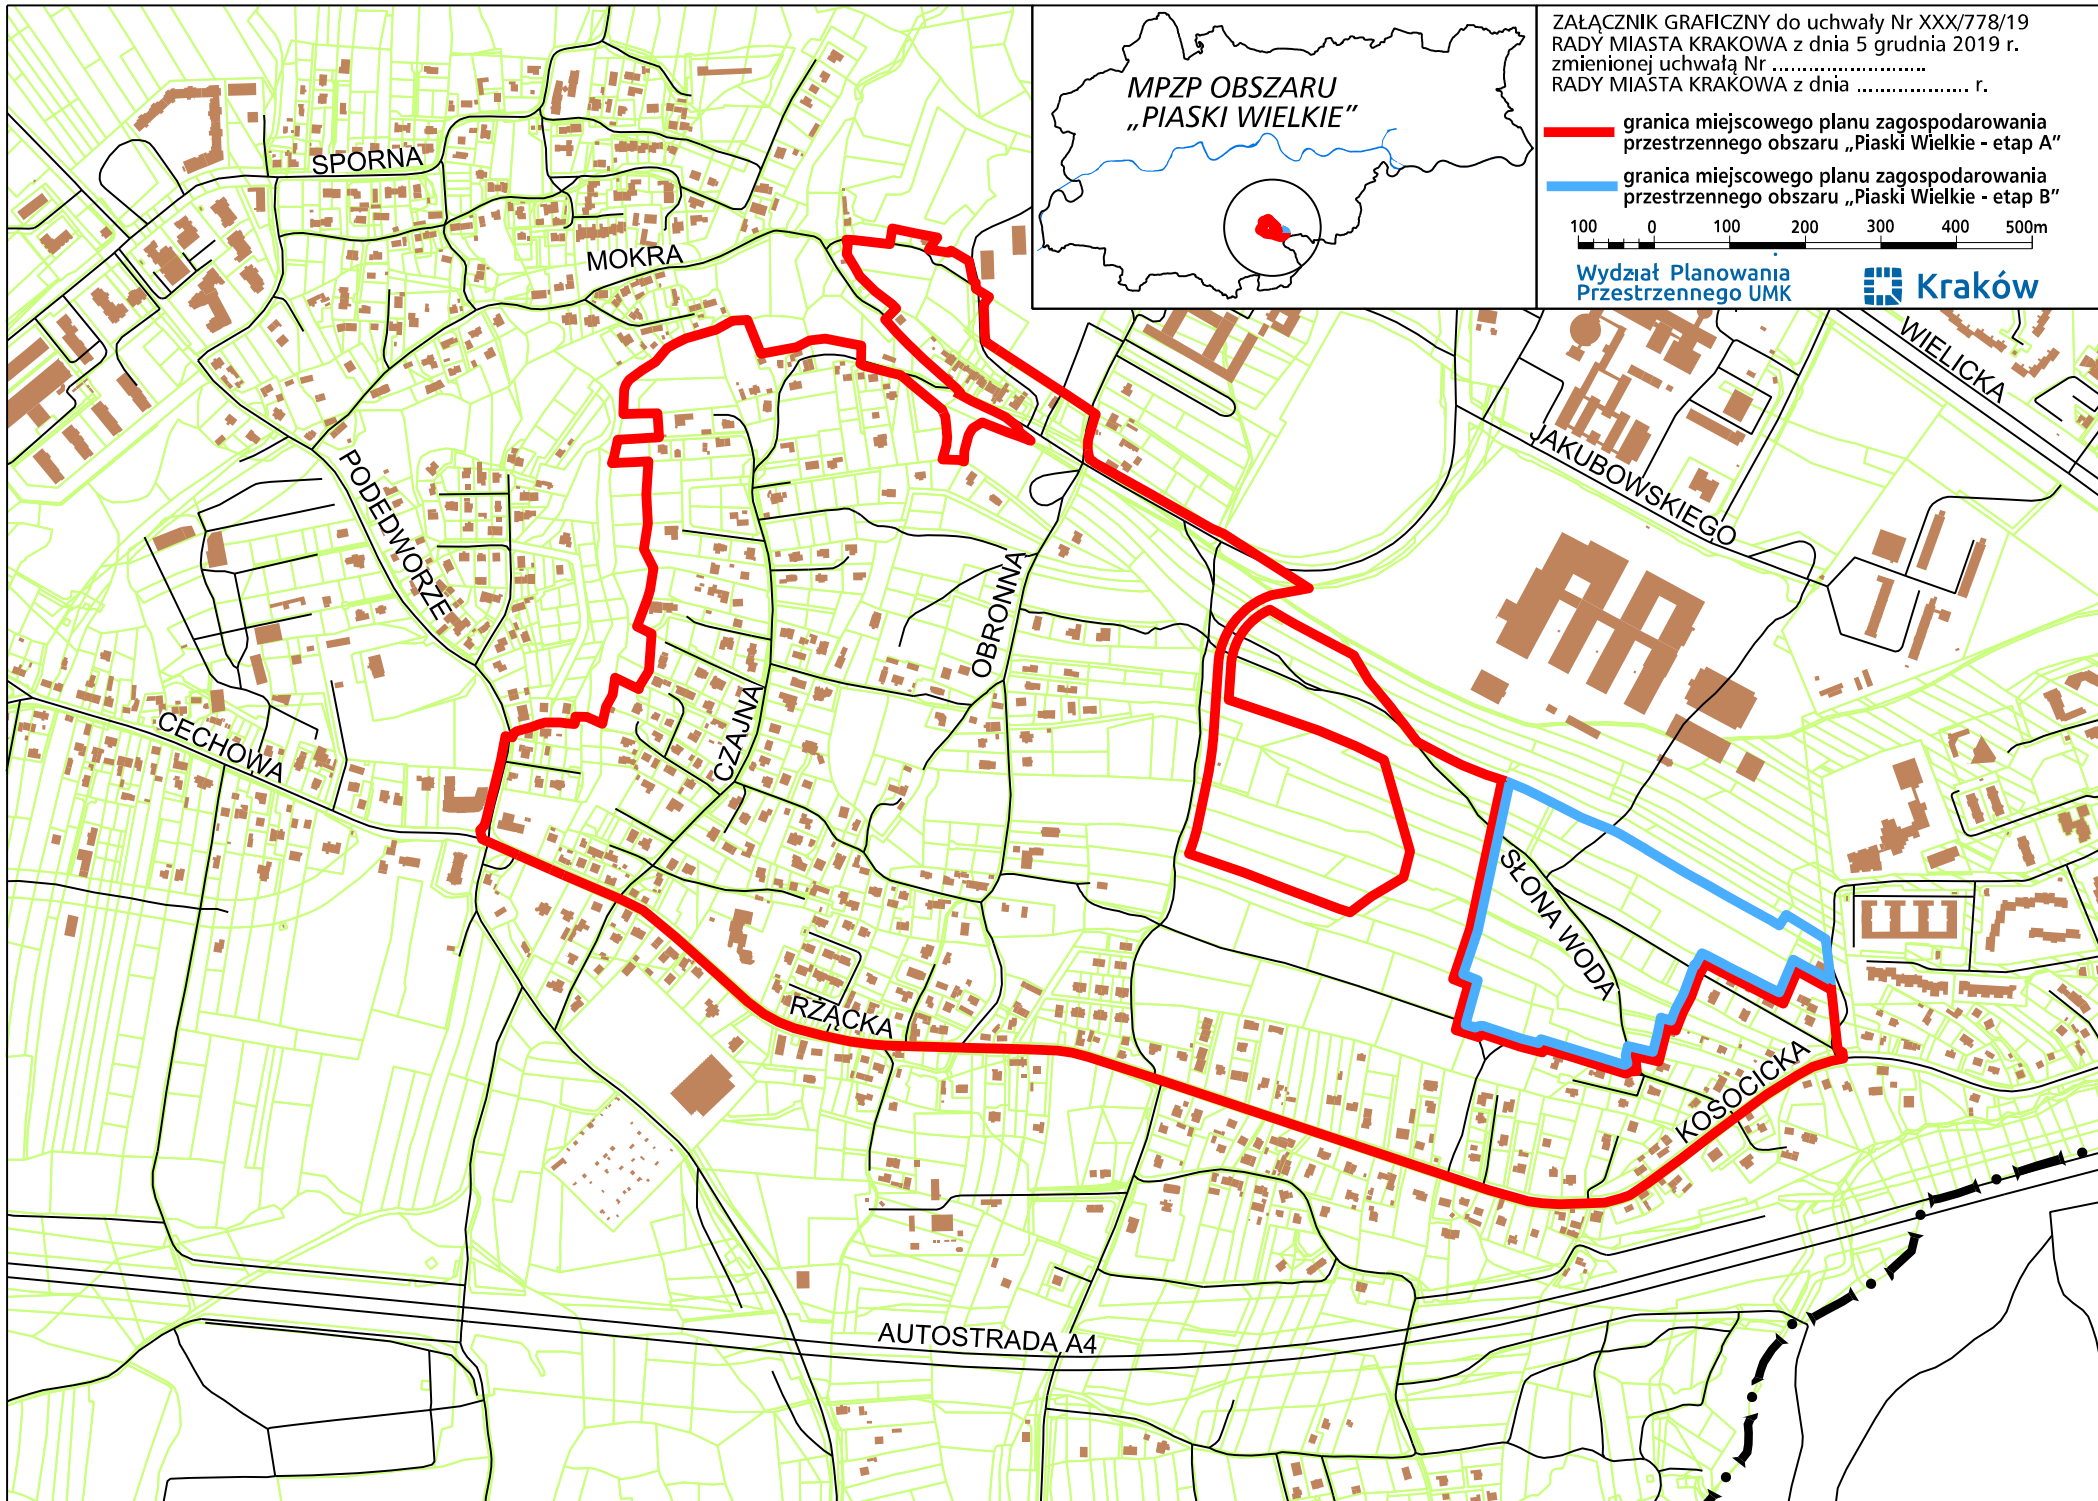 ZAŁĄCZNIK GRAFICZNY do uchwały Nr XXX/778/19
RADY MIASTA KRAKOWA z dnia 5 grudnia 2019 r.
zmienionej uchwałą Nr ............................
RADY MIASTA KRAKOWA z dnia .................... r.
MPZP OBSZARU
„PIASKI WIELKIE”
granica miejscowego planu zagospodarowania
przestrzennego obszaru „Piaski Wielkie - etap A”
granica miejscowego planu zagospodarowania
przestrzennego obszaru „Piaski Wielkie - etap B”
100 0 100 200 300 400 500m
Wydział Planowania
Przestrzennego UMK
Kraków
SPORNA
MOKRA
WIELICKA
JAKUBOWSKIEGO
PODEDWORZE
OBRONNA
CZAJNA
CECHOWA
SŁONA WODA
RŻĄCKA
KOSOCICKA
AUTOSTRADA A4